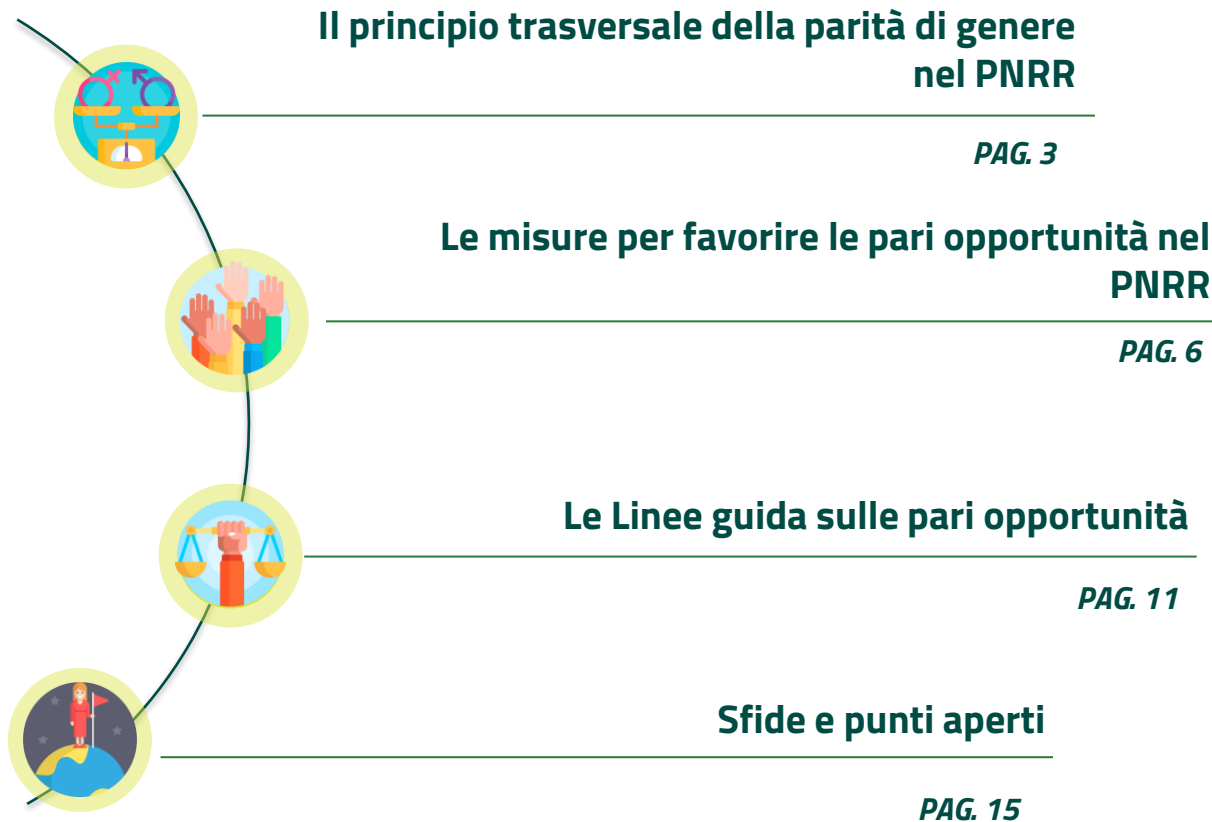 Il principio trasversale della parità di genere
nel PNRR
PAG. 3
Le misure per favorire le pari opportunità nel
PNRR
PAG. 6
Le Linee guida sulle pari opportunità
PAG. 11
Sfide e punti aperti
PAG. 15